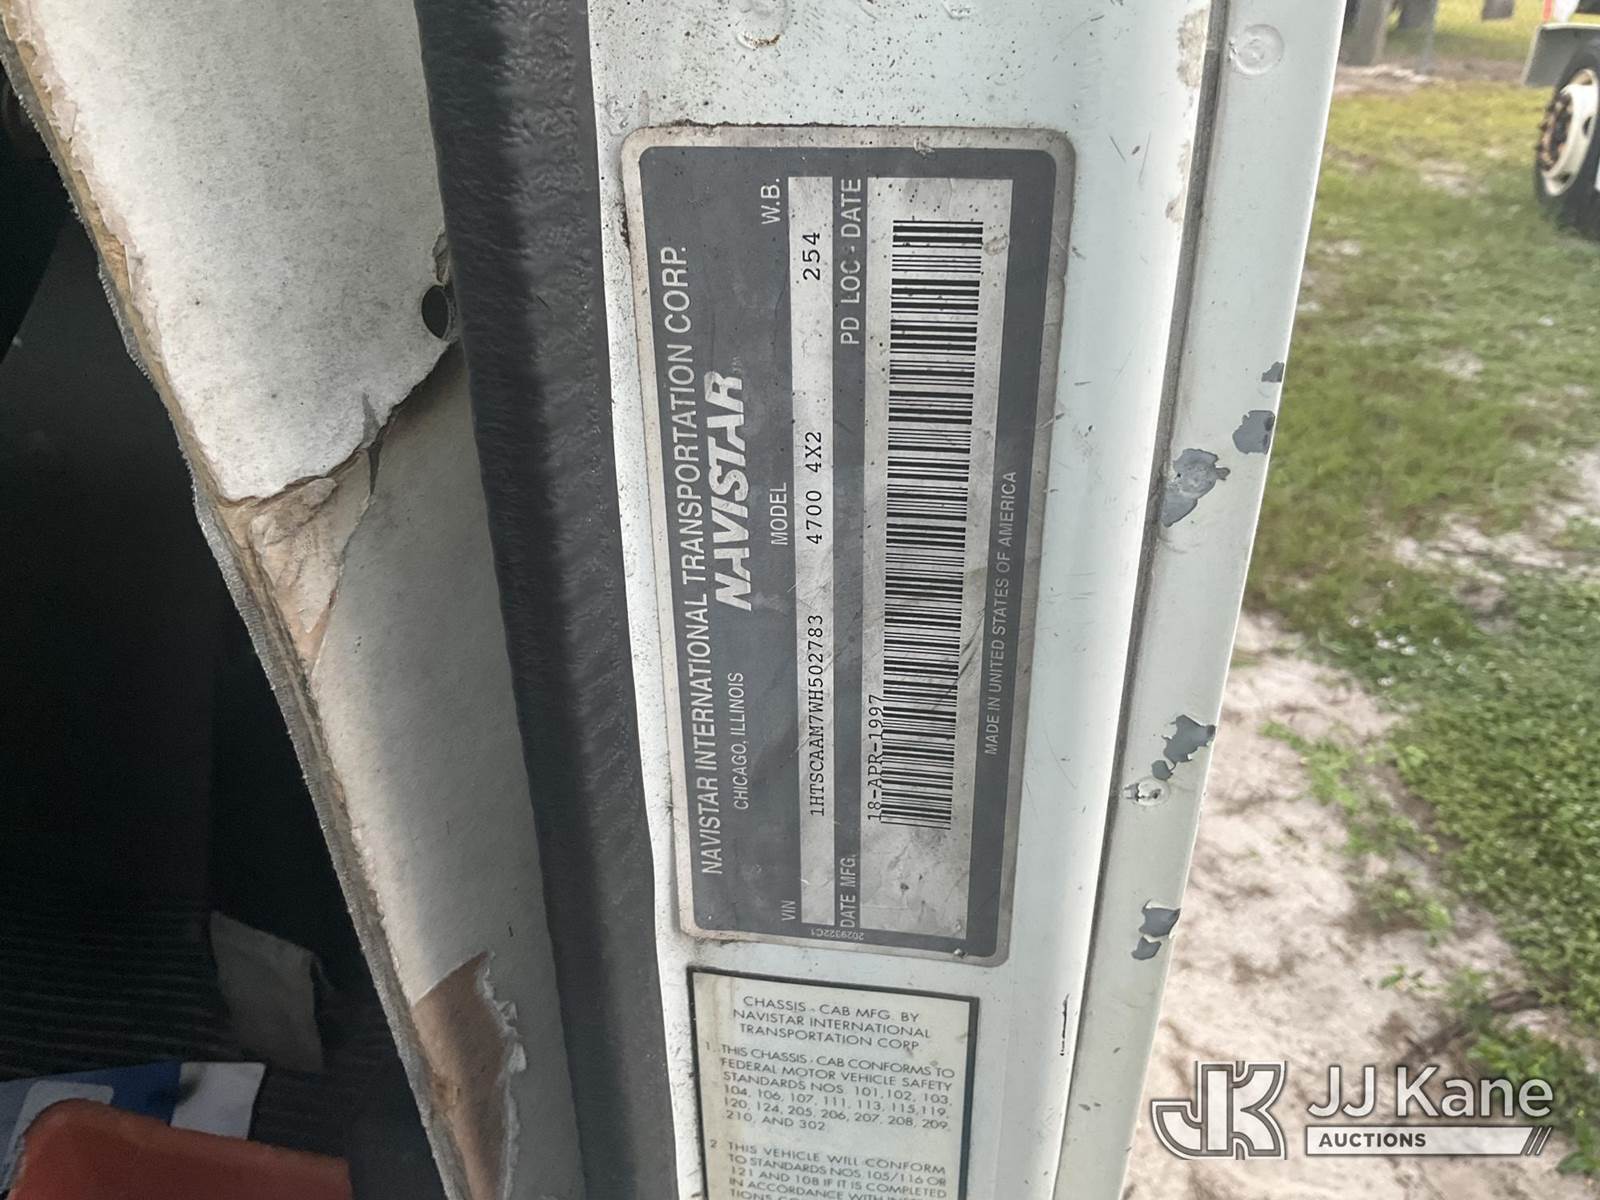 NAVISTAR INTERNATIONAL TRANSPORTATION CORP.
CHICAGO, ILLINOIS NAVISTAR
VIN MODEL W.B.
1HTSCAAM7WH502783 4700 4X2 254
DATE MFG. PD LOC - DATE
18-APR-1997
MADE IN UNITED STATES OF AMERICA
2029322C1
CHASSIS - CAB MFG. BY
NAVISTAR INTERNATIONAL
TRANSPORTATION CORP.
1. THIS CHASSIS - CAB CONFORMS TO
FEDERAL MOTOR VEHICLE SAFETY
STANDARDS NOS. 101, 102, 103,
104, 106, 107, 111, 113, 115, 119,
120, 124, 205, 206, 207, 208, 209,
210, AND 302
2 THIS VEHICLE WILL CONFORM
TO STANDARDS NOS. 105/116 OR
121 AND 108 IF IT IS COMPLETED
IN ACCORDANCE WITH
JK JJ Kane
AUCTIONS